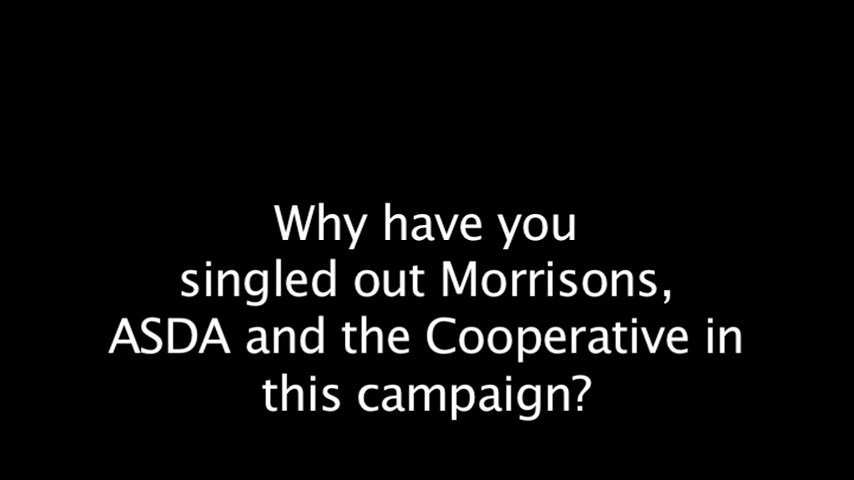 Why have you
singled out Morrisons,
ASDA and the Cooperative in
this campaign?